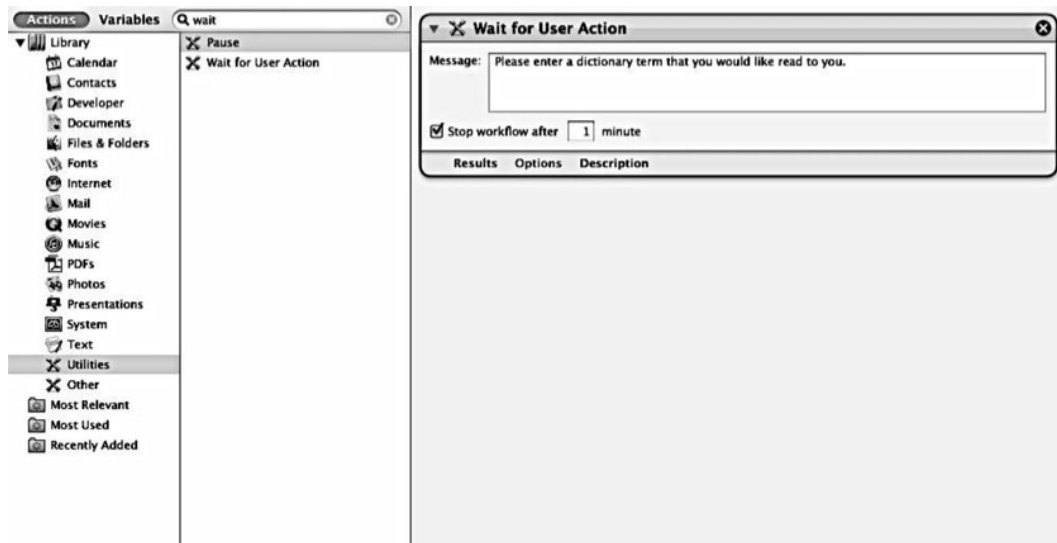 Actions Variables wait
Library
Calendar
Contacts
Developer
Documents
Files & Folders
Fonts
Internet
Mail
Movies
Music
PDFs
Photos
Presentations
System
Text
Utilities
Other
Most Relevant
Most Used
Recently Added
Pause
Wait for User Action
Wait for User Action
Message: Please enter a dictionary term that you would like read to you.
Stop workflow after 1 minute
Results Options Description